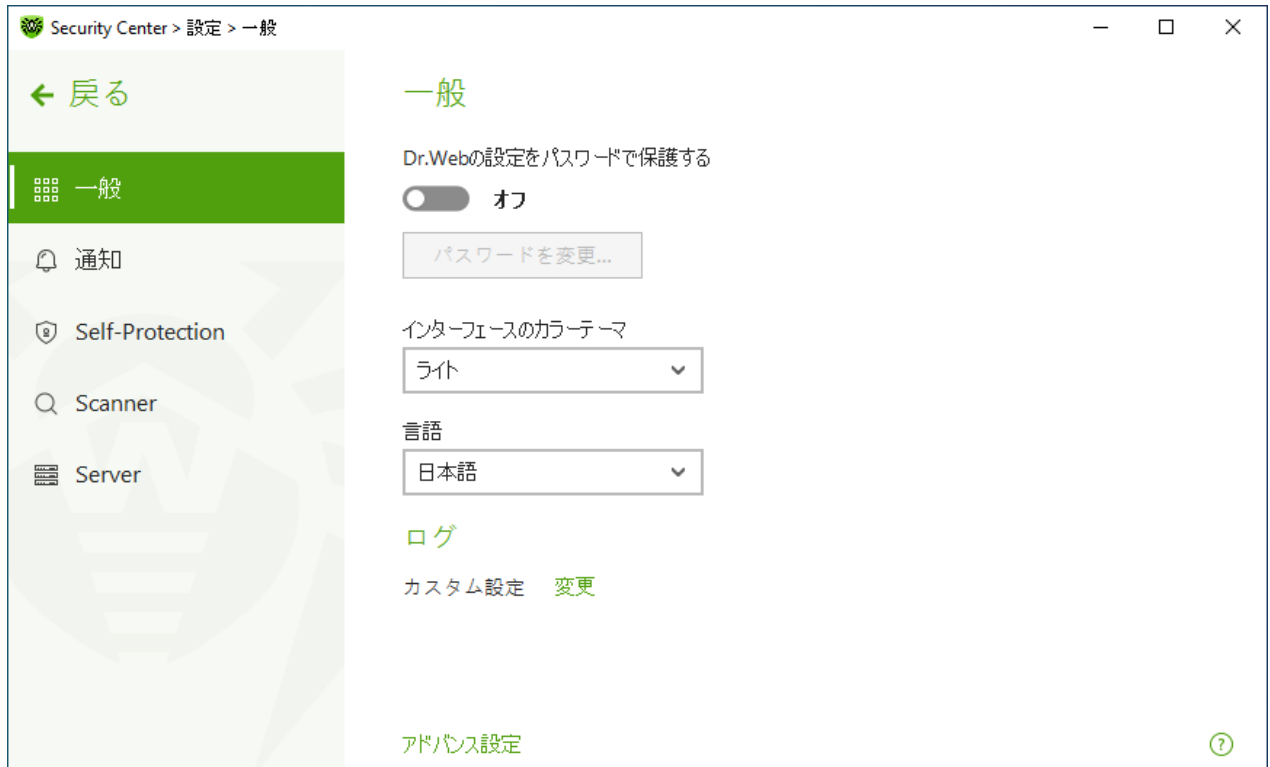 Security Center > 設定 > 一般
戻る
一般
通知
Self-Protection
Scanner
Server
一般
Dr.Webの設定をパスワードで保護する
オフ
パスワードを変更...
インターフェースのカラーテーマ
ライト
言語
日本語
ログ
カスタム設定 変更
アドバンス設定
?